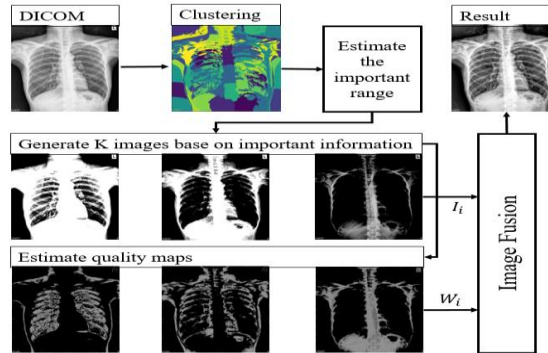 DICOM
Clustering
Result
Estimate
the
important
range
Generate K images base on important information
I_i
Estimate quality maps
W_i
Image Fusion